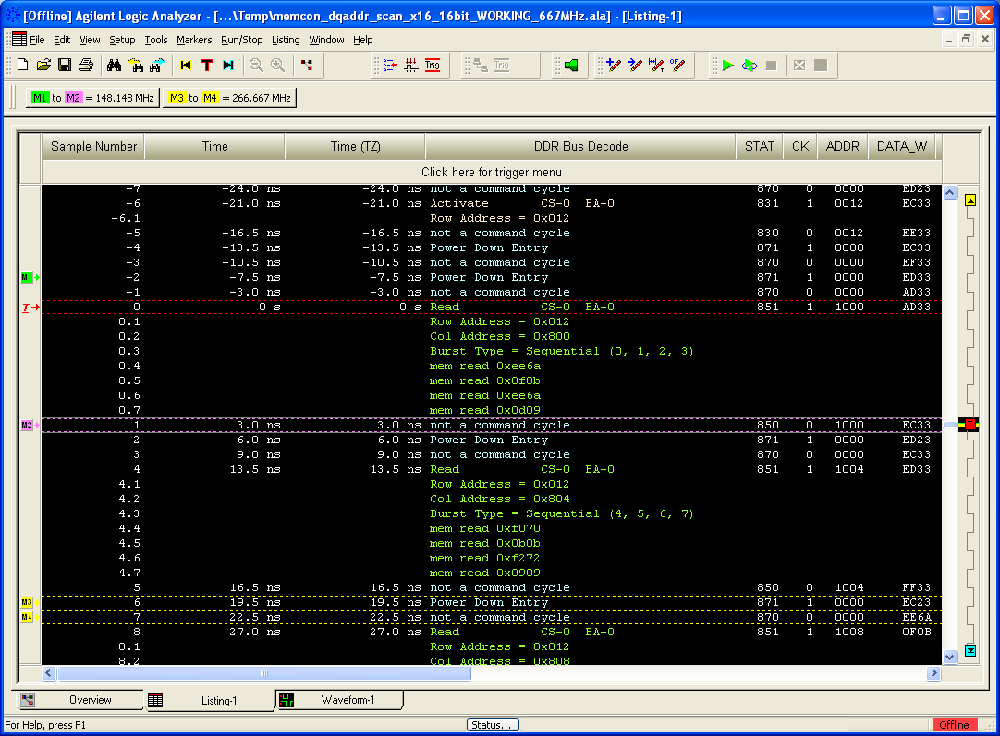 [Offline] Agilent Logic Analyzer - [...\Temp\memcon_dqaddr_scan_x16_16bit_WORKING_667MHz.ala] - [Listing-1]
File Edit View Setup Tools Markers Run/Stop Listing Window Help
Trig Trig
M1 to M2 = 148.148 MHz M3 to M4 = 266.667 MHz
Sample Number Time Time (TZ) DDR Bus Decode STAT CK ADDR DATA_W
Click here for trigger menu
-7 -24.0 ns -24.0 ns not a command cycle 870 0 0000 ED23
-6 -21.0 ns -21.0 ns Activate CS-0 BA-0 831 1 0012 EC33
-6.1 Row Address = 0x012
-5 -16.5 ns -16.5 ns not a command cycle 830 0 0012 EE33
-4 -13.5 ns -13.5 ns Power Down Entry 871 1 0000 EC33
-3 -10.5 ns -10.5 ns not a command cycle 870 0 0000 EF33
M1 -2 -7.5 ns -7.5 ns Power Down Entry 871 1 0000 ED33
-1 -3.0 ns -3.0 ns not a command cycle 870 0 0000 AD33
T 0 0 s 0 s Read CS-0 BA-0 851 1 1000 AD33
0.1 Row Address = 0x012
0.2 Col Address = 0x800
0.3 Burst Type = Sequential (0, 1, 2, 3)
0.4 mem read 0xee6a
0.5 mem read 0x0f0b
0.6 mem read 0xee6a
0.7 mem read 0x0d09
M2 1 3.0 ns 3.0 ns not a command cycle 850 0 1000 EC33
2 6.0 ns 6.0 ns Power Down Entry 871 1 0000 ED23
3 9.0 ns 9.0 ns not a command cycle 870 0 0000 EC33
4 13.5 ns 13.5 ns Read CS-0 BA-0 851 1 1004 ED33
4.1 Row Address = 0x012
4.2 Col Address = 0x804
4.3 Burst Type = Sequential (4, 5, 6, 7)
4.4 mem read 0xf070
4.5 mem read 0x0b0b
4.6 mem read 0xf272
4.7 mem read 0x0909
5 16.5 ns 16.5 ns not a command cycle 850 0 1004 FF33
M3 6 19.5 ns 19.5 ns Power Down Entry 871 1 0000 EC23
M4 7 22.5 ns 22.5 ns not a command cycle 870 0 0000 EE6A
8 27.0 ns 27.0 ns Read CS-0 BA-0 851 1 1008 0F0B
8.1 Row Address = 0x012
8.2 Col Address = 0x808
Overview Listing-1 Waveform-1
For Help, press F1 Status... Offline